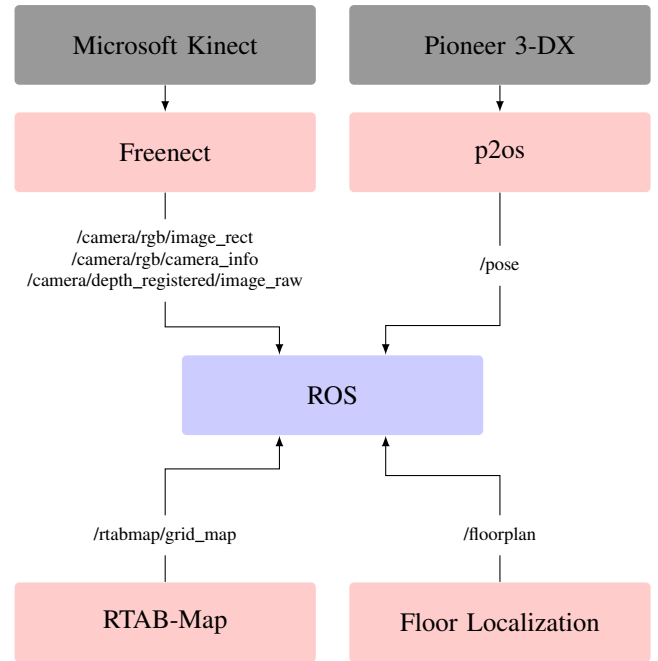 Microsoft Kinect
Pioneer 3-DX
Freenect
p2os
/camera/rgb/image_rect
/camera/rgb/camera_info
/camera/depth_registered/image_raw
/pose
ROS
/rtabmap/grid_map
/floorplan
RTAB-Map
Floor Localization